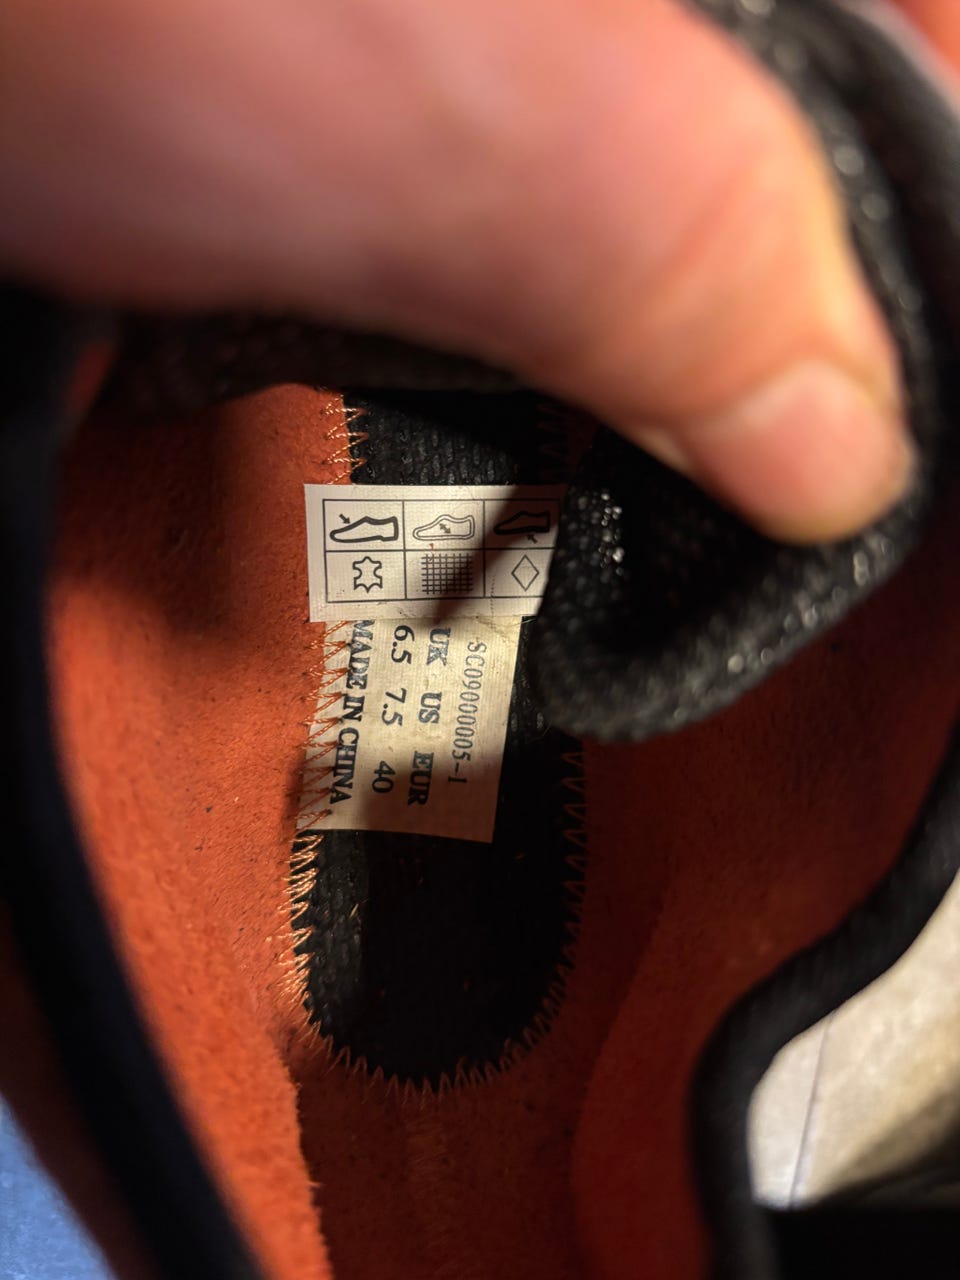 SC09000005-1
UK US EUR
6.5 7.5 40
MADE IN CHINA